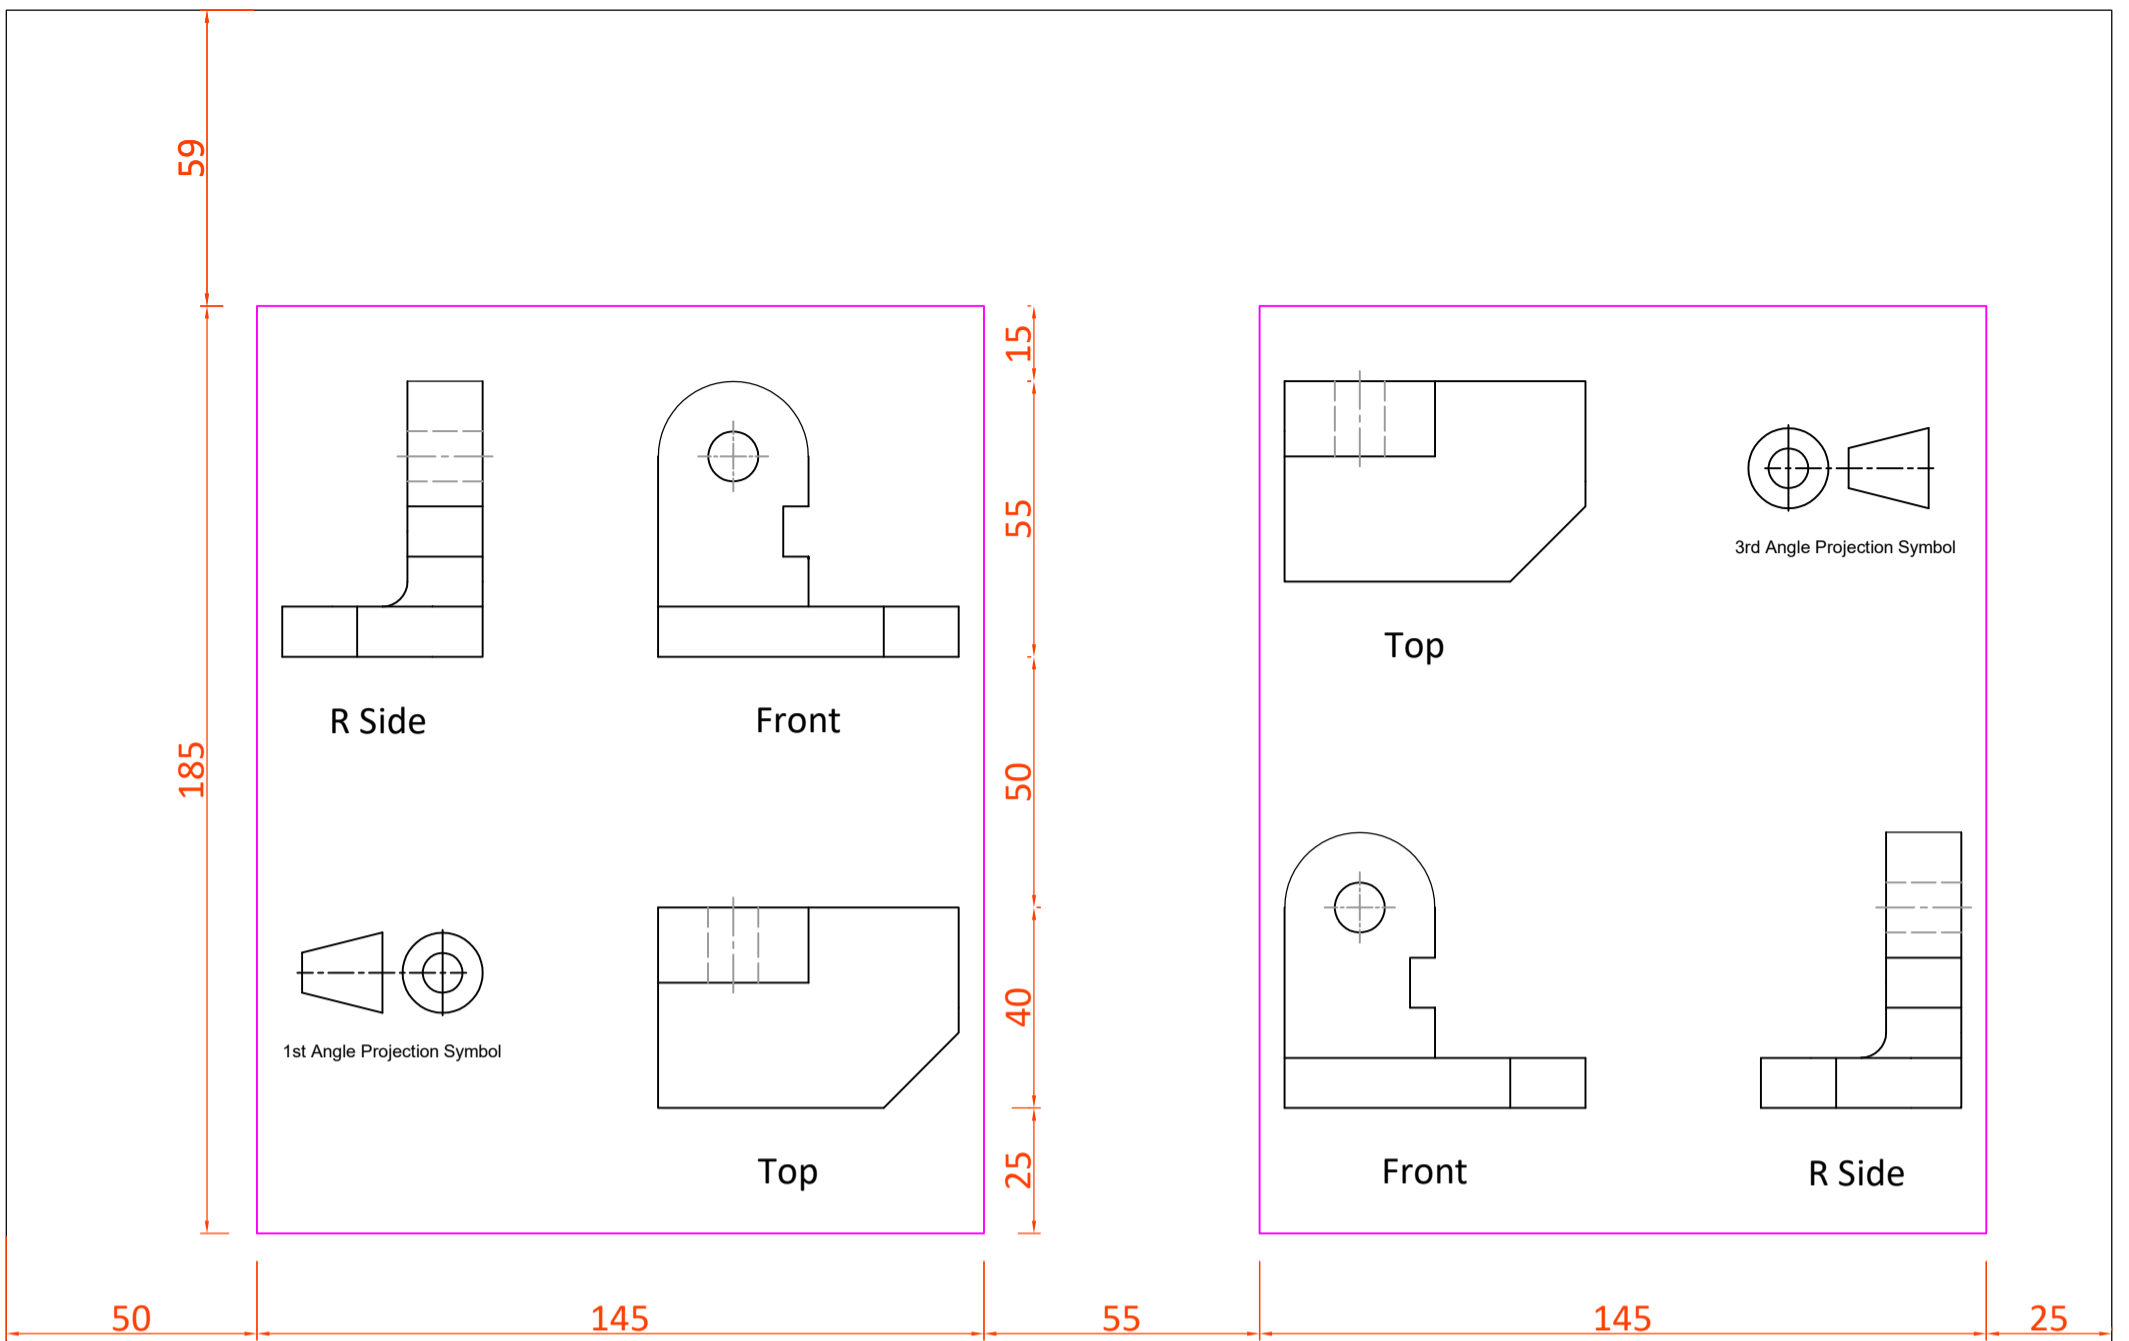 59
15
55
3rd Angle Projection Symbol
Top
R Side
Front
185
50
40
1st Angle Projection Symbol
25
Top
Front
R Side
50
145
55
145
25